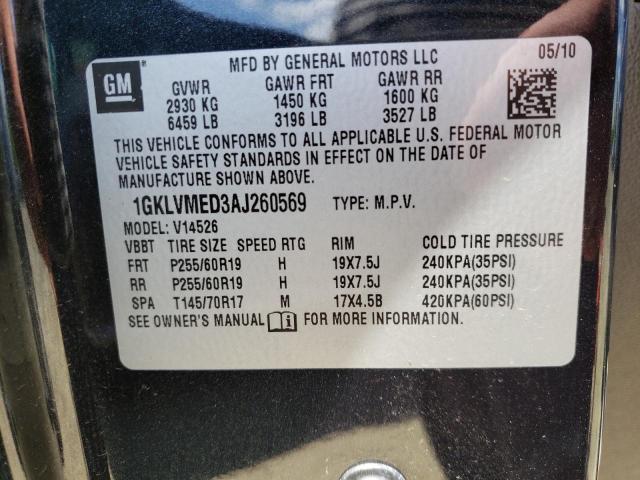 MFD BY GENERAL MOTORS LLC 05/10
GM ®
GVWR GAWR FRT GAWR RR
2930 KG 1450 KG 1600 KG
6459 LB 3196 LB 3527 LB
THIS VEHICLE CONFORMS TO ALL APPLICABLE U.S. FEDERAL MOTOR
VEHICLE SAFETY STANDARDS IN EFFECT ON THE DATE OF
MANUFACTURE SHOWN ABOVE.
1GKLVMED3AJ260569 TYPE: M.P.V.
MODEL: V14526
VBBT TIRE SIZE SPEED RTG RIM COLD TIRE PRESSURE
FRT P255/60R19 H 19X7.5J 240KPA(35PSI)
RR P255/60R19 H 19X7.5J 240KPA(35PSI)
SPA T145/70R17 M 17X4.5B 420KPA(60PSI)
SEE OWNER'S MANUAL FOR MORE INFORMATION.